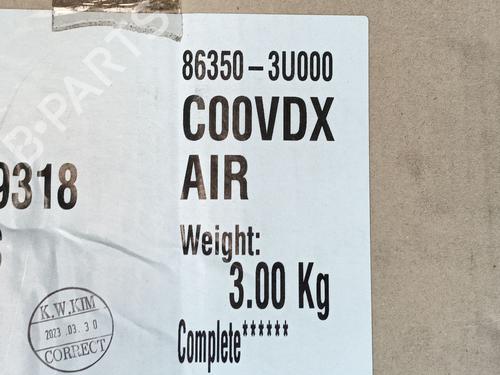 86350-3U000
C00VDX
AIR
9318
Weight:
3.00 Kg
K.W.KIM
2023.03.30
CORRECT
Complete******
B-PARTS